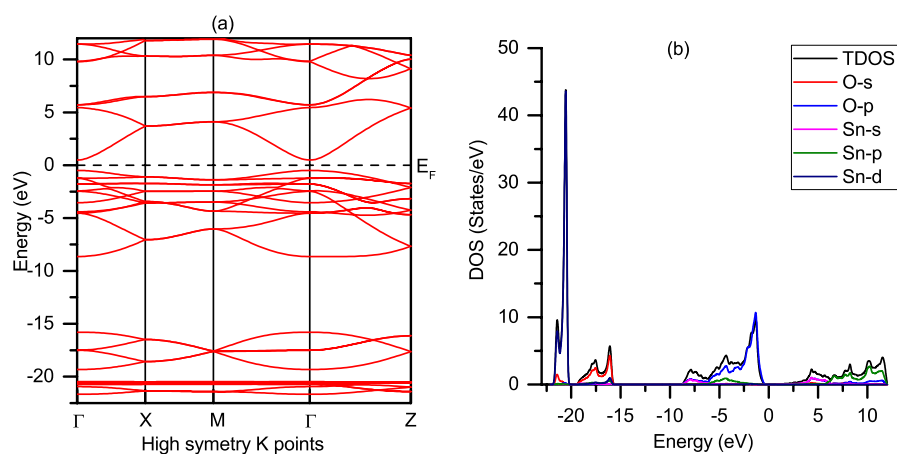 (a)
10
5
0
-5
-10
-15
-20
Energy (eV)
E_F
Γ X M Γ Z
High symetry K points
(b)
50
40
30
20
10
0
DOS (States/eV)
TDOS
O-s
O-p
Sn-s
Sn-p
Sn-d
-20 -15 -10 -5 0 5 10
Energy (eV)